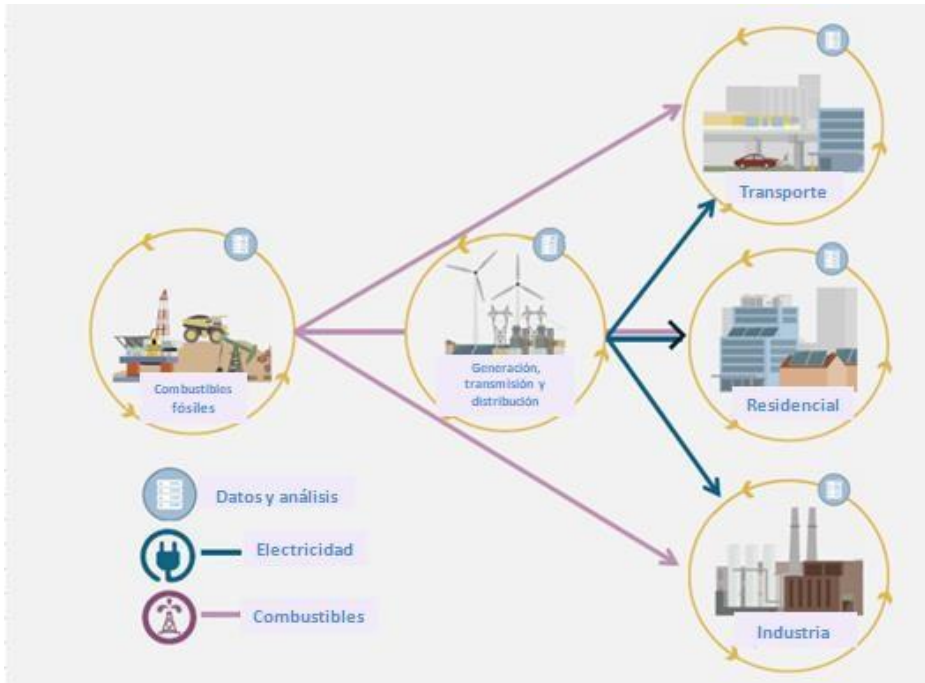 Transporte
Combustibles
fósiles
Generación,
transmisión y
distribución
Residencial
Datos y análisis
Electricidad
Combustibles
Industria